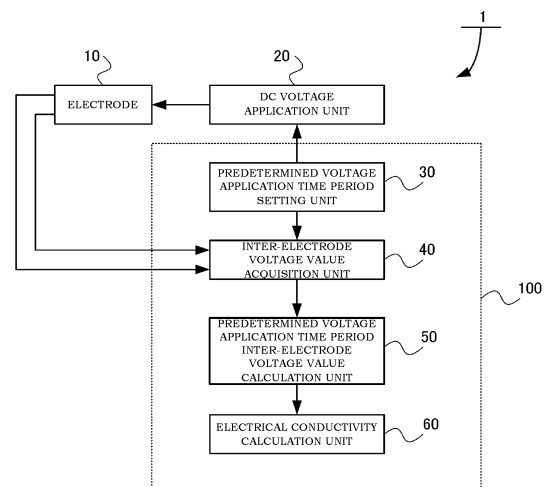 1
10
20
ELECTRODE
DC VOLTAGE
APPLICATION UNIT
PREDETERMINED VOLTAGE
APPLICATION TIME PERIOD
SETTING UNIT
30
INTER-ELECTRODE
VOLTAGE VALUE
ACQUISITION UNIT
40
100
PREDETERMINED VOLTAGE
APPLICATION TIME PERIOD
INTER-ELECTRODE
VOLTAGE VALUE
CALCULATION UNIT
50
ELECTRICAL CONDUCTIVITY
CALCULATION UNIT
60